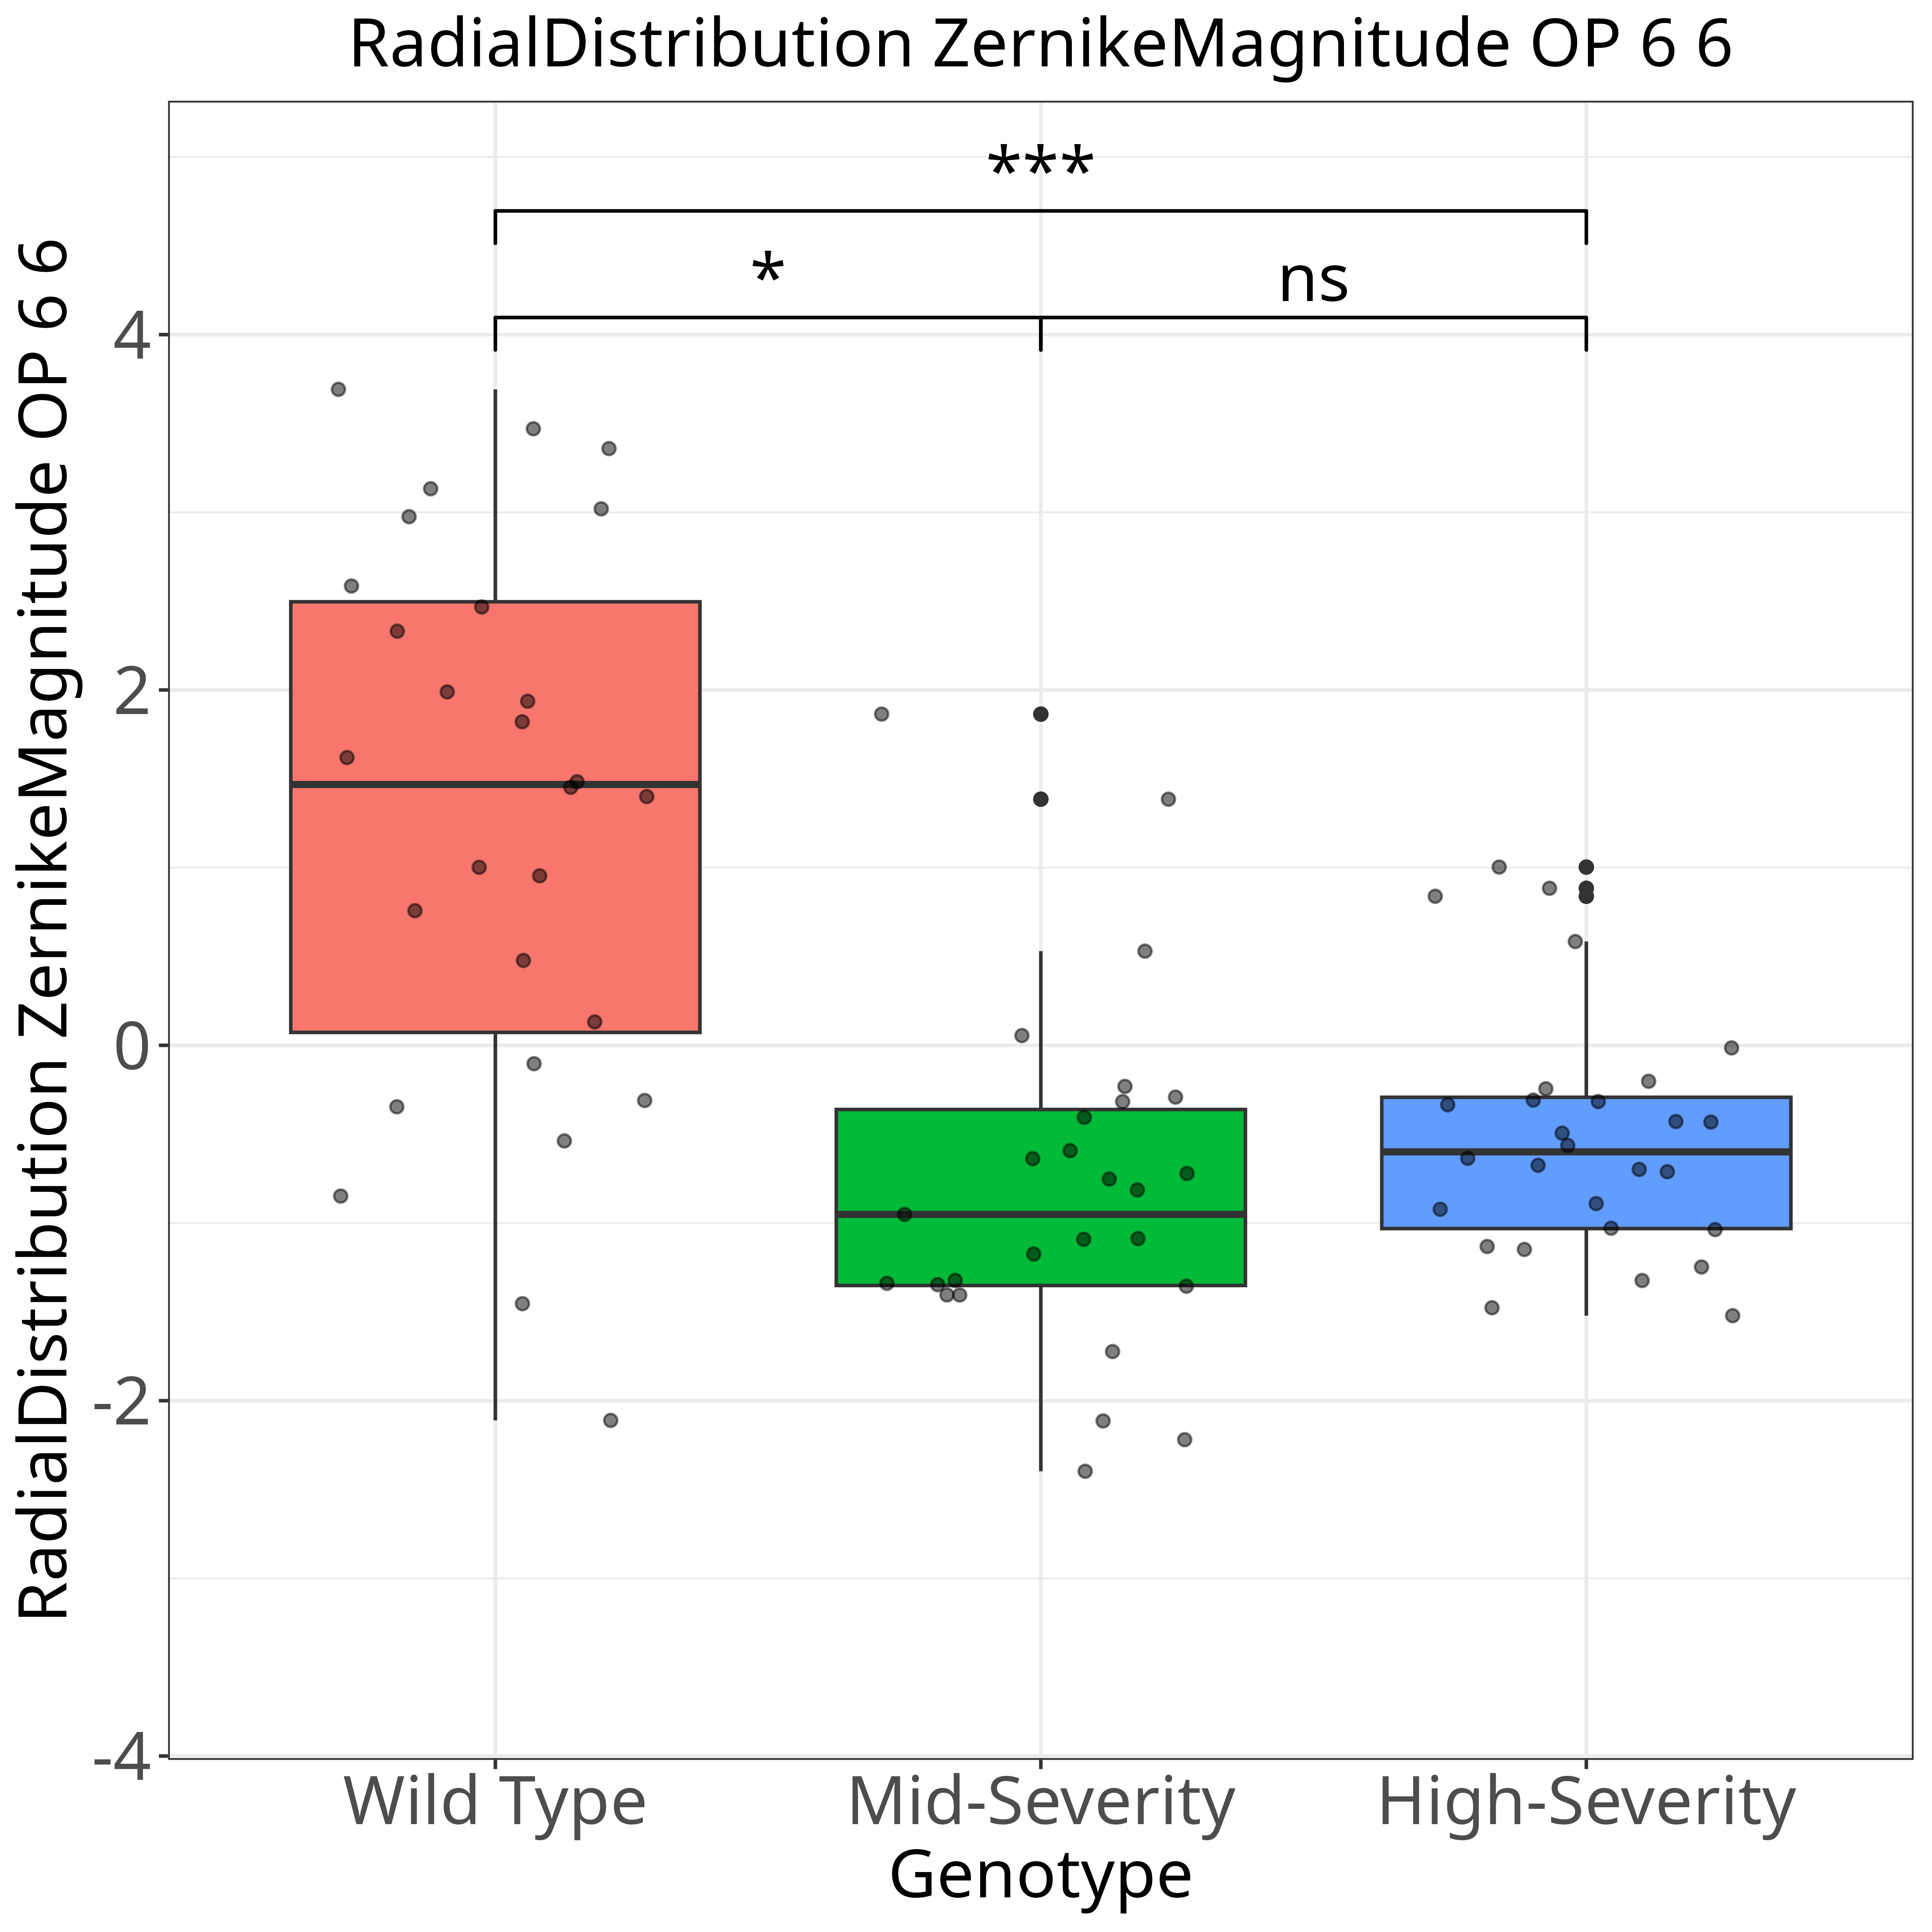 RadialDistribution ZernikeMagnitude OP 6 6
RadialDistribution ZernikeMagnitude OP 6 6
***
*
ns
4
2
0
-2
-4
Wild Type
Mid-Severity
High-Severity
Genotype